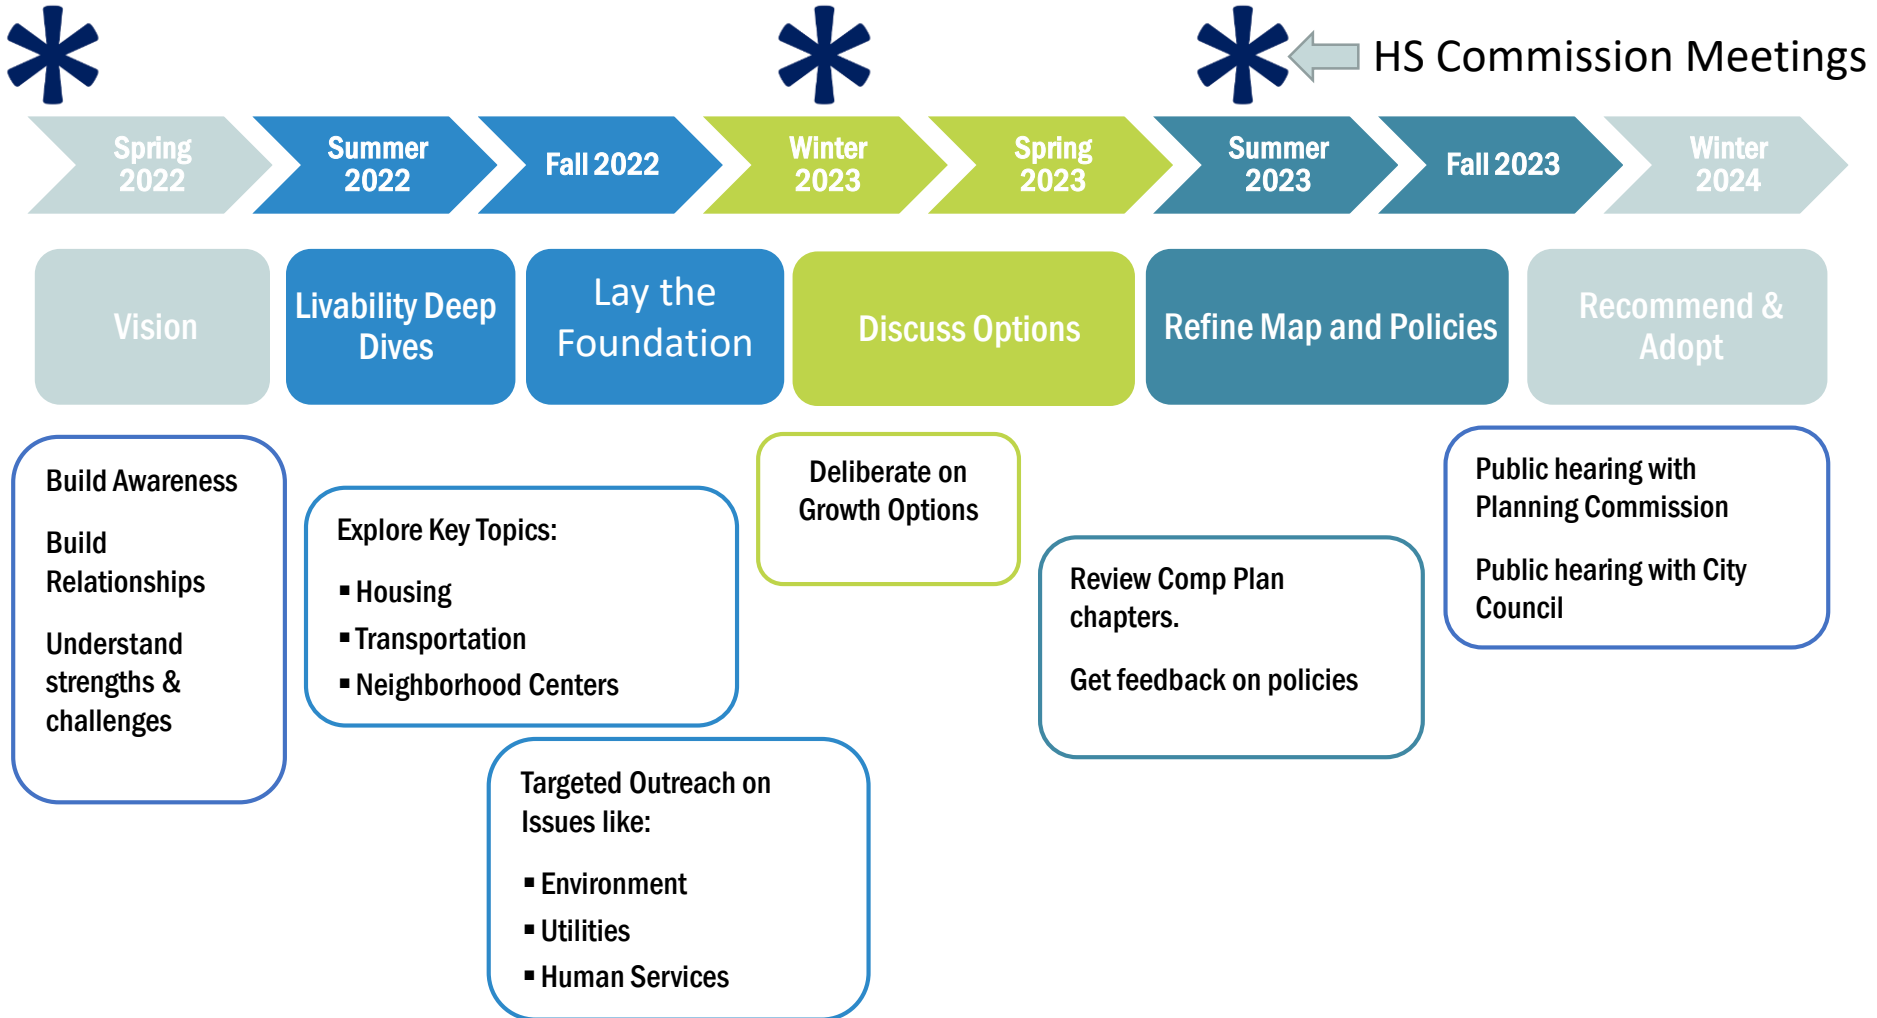 HS Commission Meetings
Spring
2022
Summer
2022
Fall 2022
Winter
2023
Spring
2023
Summer
2023
Fall 2023
Winter
2024
Vision
Livability Deep
Dives
Lay the
Foundation
Discuss Options
Refine Map and Policies
Recommend &
Adopt
Build Awareness
Build
Relationships
Understand
strengths &
challenges
Explore Key Topics:
▪ Housing
▪ Transportation
▪ Neighborhood Centers
Targeted Outreach on
Issues like:
▪ Environment
▪ Utilities
▪ Human Services
Deliberate on
Growth Options
Review Comp Plan
chapters.
Get feedback on policies
Public hearing with
Planning Commission
Public hearing with City
Council